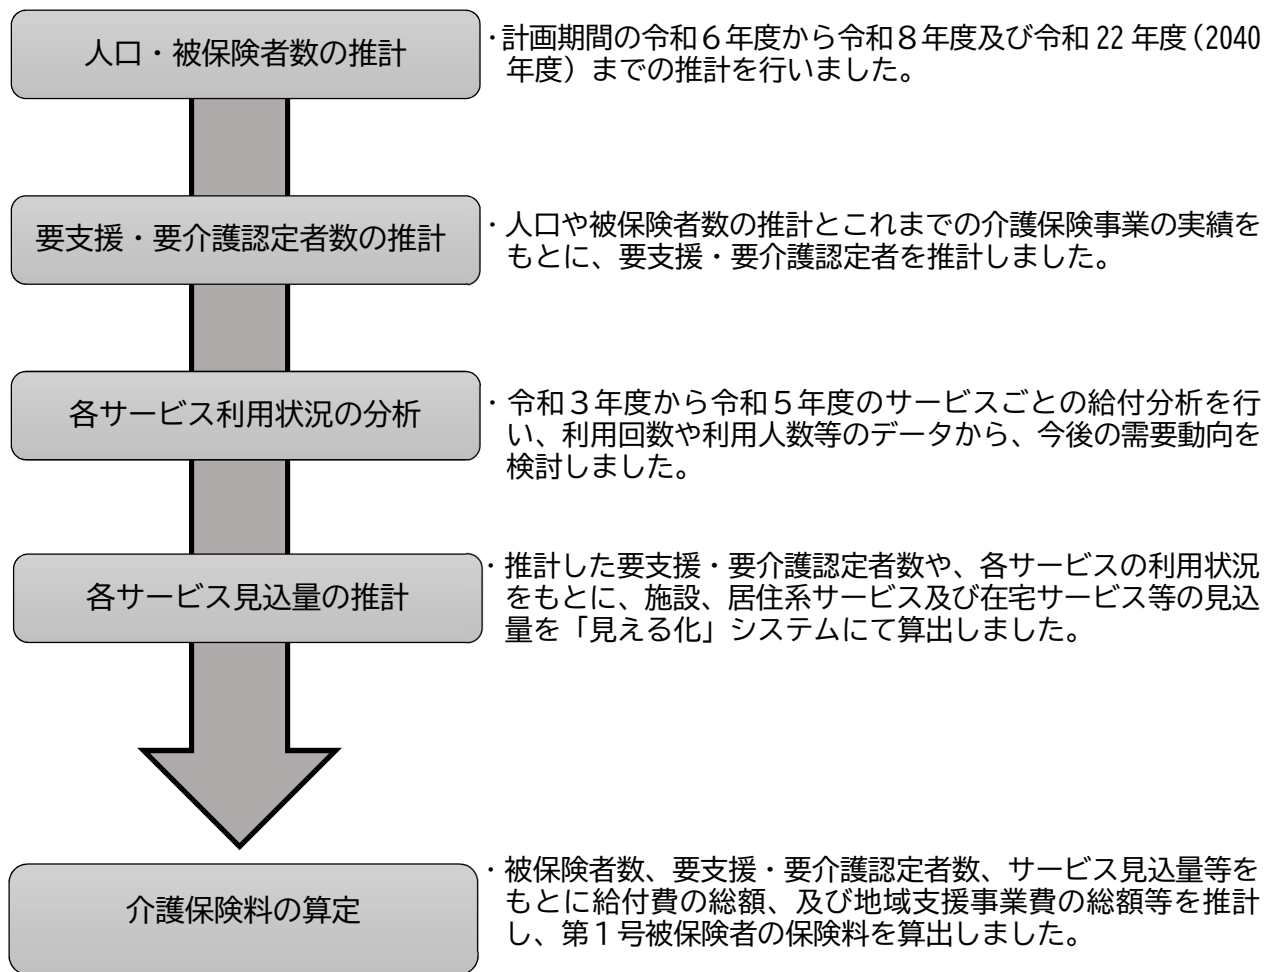 人口・被保険者数の推計
・計画期間の令和６年度から令和８年度及び令和 22 年度（2040
年度）までの推計を行いました。
要支援・要介護認定者数の推計
・人口や被保険者数の推計とこれまでの介護保険事業の実績を
もとに、要支援・要介護認定者を推計しました。
各サービス利用状況の分析
・令和３年度から令和５年度のサービスごとの給付分析を行
い、利用回数や利用人数等のデータから、今後の需要動向を
検討しました。
各サービス見込量の推計
・推計した要支援・要介護認定者数や、各サービスの利用状況
をもとに、施設、居住系サービス及び在宅サービス等の見込
量を「見える化」システムにて算出しました。
介護保険料の算定
・被保険者数、要支援・要介護認定者数、サービス見込量等を
もとに給付費の総額、及び地域支援事業費の総額等を推計
し、第１号被保険者の保険料を算出しました。